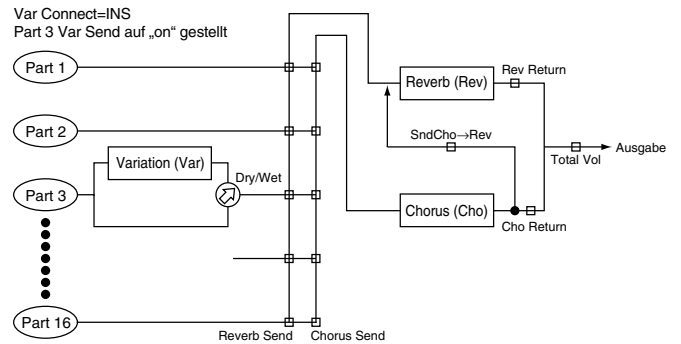 Var Connect=INS
Part 3 Var Send auf „on“ gestellt
Part 1
Reverb (Rev)
Rev Return
Part 2
SndCho→Rev
Total Vol
Ausgabe
Variation (Var)
Dry/Wet
Part 3
Chorus (Cho)
Cho Return
Part 16
Reverb Send
Chorus Send